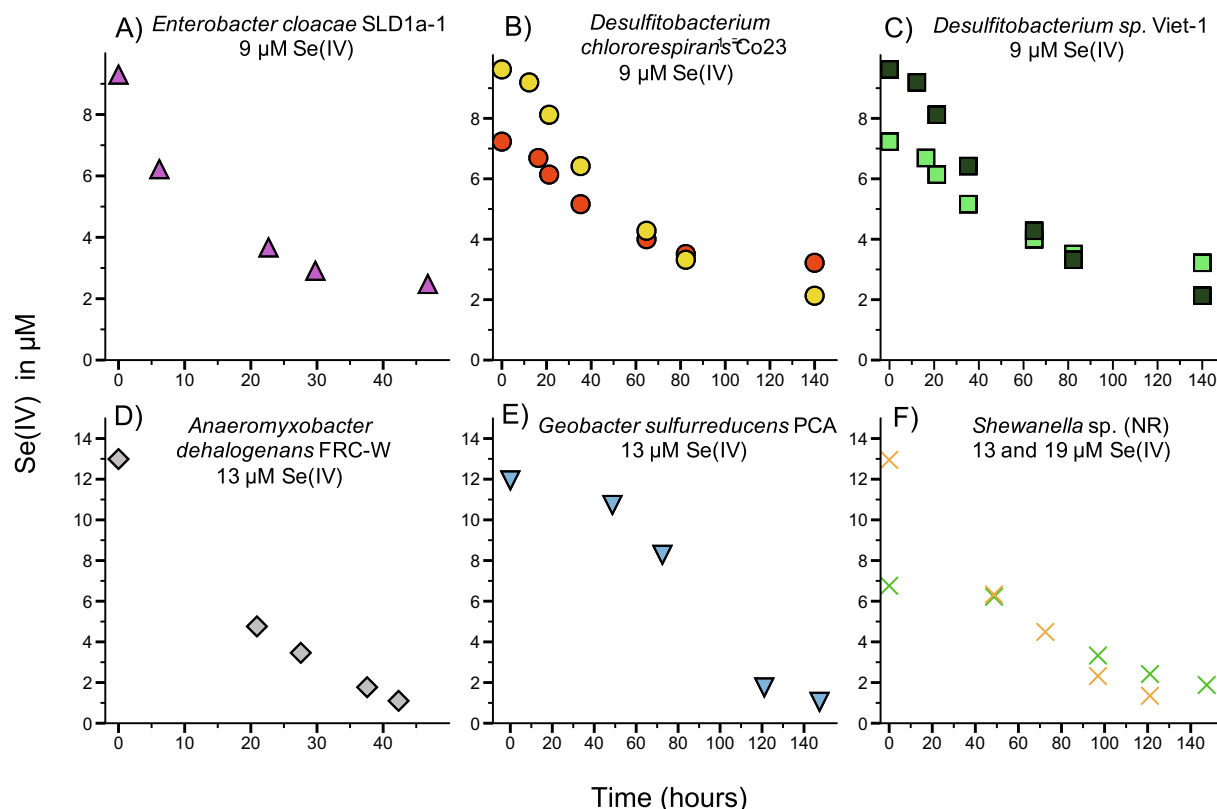 A) Enterobacter cloacae SLD1a-1
9 µM Se(IV)
B) Desulfitobacterium
chlororespirans Co23
9 µM Se(IV)
C) Desulfitobacterium sp. Viet-1
9 µM Se(IV)
8
6
4
2
0
0 10 20 30 40
8
6
4
2
0
0 20 40 60 80 100 120 140
8
6
4
2
0
0 20 40 60 80 100 120 140
Se(IV) in µM
D) Anaeromyxobacter
dehalogenans FRC-W
13 µM Se(IV)
E) Geobacter sulfurreducens PCA
13 µM Se(IV)
F) Shewanella sp. (NR)
13 and 19 µM Se(IV)
14
12
10
8
6
4
2
0
0 10 20 30 40
14
12
10
8
6
4
2
0
0 20 40 60 80 100 120 140
14
12
10
8
6
4
2
0
0 20 40 60 80 100 120 140
Time (hours)